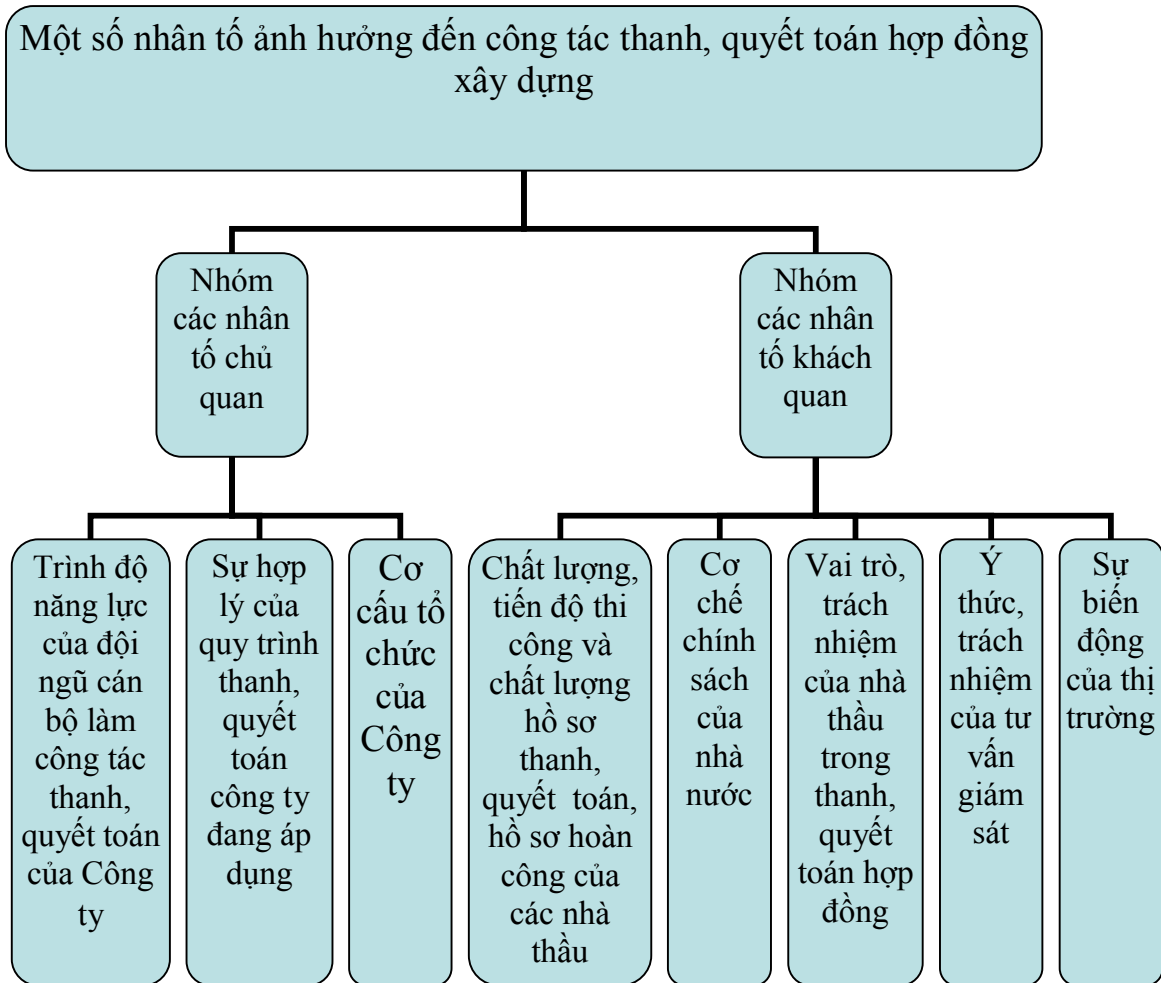 Một số nhân tố ảnh hưởng đến công tác thanh, quyết toán hợp đồng
xây dựng
Nhóm
các nhân
tố chủ
quan
Nhóm
các nhân
tố khách
quan
Trình độ
năng lực
của đội
ngũ cán
bộ làm
công tác
thanh,
quyết toán
của Công
ty
Sự hợp
lý của
quy trình
thanh,
quyết
toán
công ty
đang áp
dụng
Cơ
cấu tổ
chức
của
Công
ty
Chất lượng,
tiến độ thi
công và
chất lượng
hồ sơ
thanh,
quyết toán,
hồ sơ hoàn
công của
các nhà
thầu
Cơ
chế
chính
sách
của
nhà
nước
Vai trò,
trách
nhiệm
của nhà
thầu
trong
thanh,
quyết
toán hợp
đồng
Ý
thức,
trách
nhiệm
của tư
vấn
giám
sát
Sự
biến
động
của thị
trường